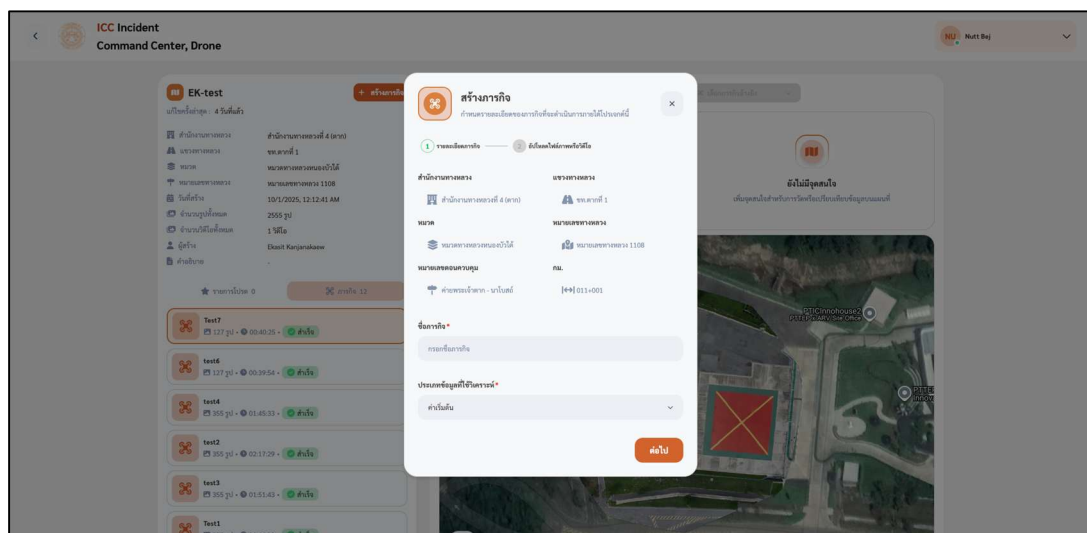 ICC Incident
Command Center, Drone
NU Nutt Bej
EK-test
+ สร้างภารกิจ
แก้ไขครั้งล่าสุด : 4 วันที่แล้ว
สำนักงานทางหลวง สำนักงานทางหลวงที่ 4 (ตาก)
แขวงทางหลวง ขท.ตากที่ 1
หมวด หมวดทางหลวงหนองบัวใต้
หมายเลขทางหลวง หมายเลขทางหลวง 1108
วันที่สร้าง 10/1/2025, 12:12:41 AM
จำนวนรูปทั้งหมด 2555 รูป
จำนวนวิดีโอทั้งหมด 1 วิดีโอ
ผู้สร้าง Ekasit Kanjanakaew
คำอธิบาย -
รายการโปรด 0
ภารกิจ 12
Test7
127 รูป • 00:40:25 • สำเร็จ
test6
127 รูป • 00:39:54 • สำเร็จ
test4
355 รูป • 01:45:33 • สำเร็จ
test2
355 รูป • 02:17:29 • สำเร็จ
test3
355 รูป • 01:51:43 • สำเร็จ
Test1
สร้างภารกิจ
กำหนดรายละเอียดของภารกิจที่จะดำเนินการภายใต้โปรเจกต์นี้
1 รายละเอียดภารกิจ
2 อัปโหลดไฟล์ภาพหรือวิดีโอ
สำนักงานทางหลวง แขวงทางหลวง
สำนักงานทางหลวงที่ 4 (ตาก) ขท.ตากที่ 1
หมวด หมายเลขทางหลวง
หมวดทางหลวงหนองบัวใต้ หมายเลขทางหลวง 1108
หมายเลขตอนควบคุม กม.
ค่ายพระเจ้าตาก - นาโบสถ์ 011+001
ชื่อภารกิจ *
กรอกชื่อภารกิจ
ประเภทข้อมูลที่ใช้วิเคราะห์ *
ค่าเริ่มต้น
ต่อไป
ยังไม่มีจุดสนใจ
เพิ่มจุดสนใจสำหรับการวัดหรือเปรียบเทียบข้อมูลบนแผนที่
PTICInnohouse2
PTTEP & ARV Site Office
PTTEP
Innov